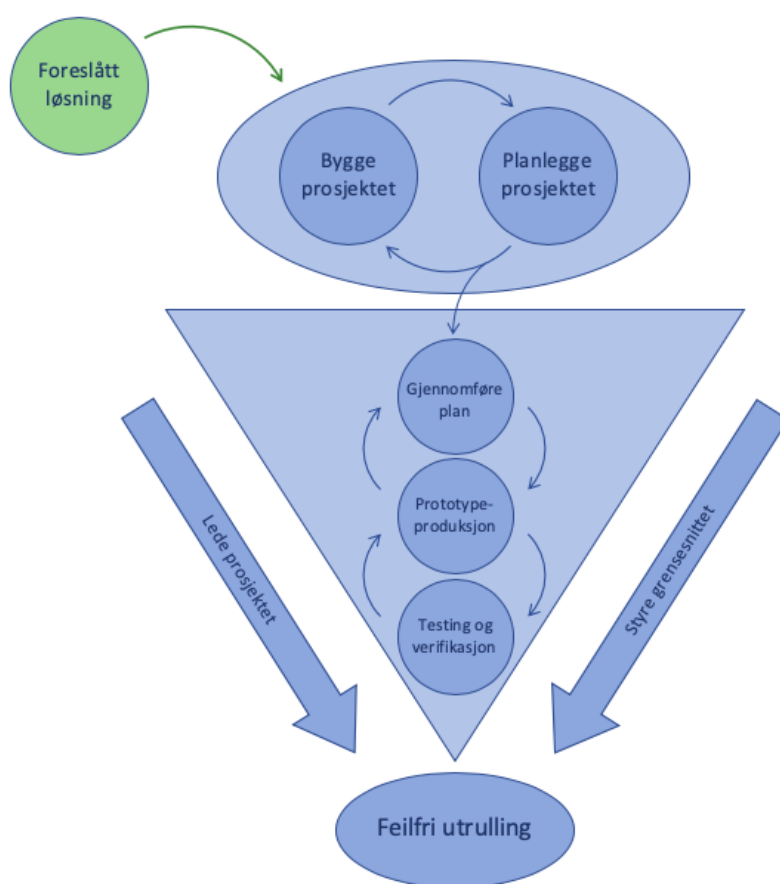 Foreslått
løsning
Bygge
prosjektet
Planlegge
prosjektet
Gjennomføre
plan
Prototype-
produksjon
Testing og
verifikasjon
Lede prosjektet
Styre grensesnittet
Feilfri utrulling